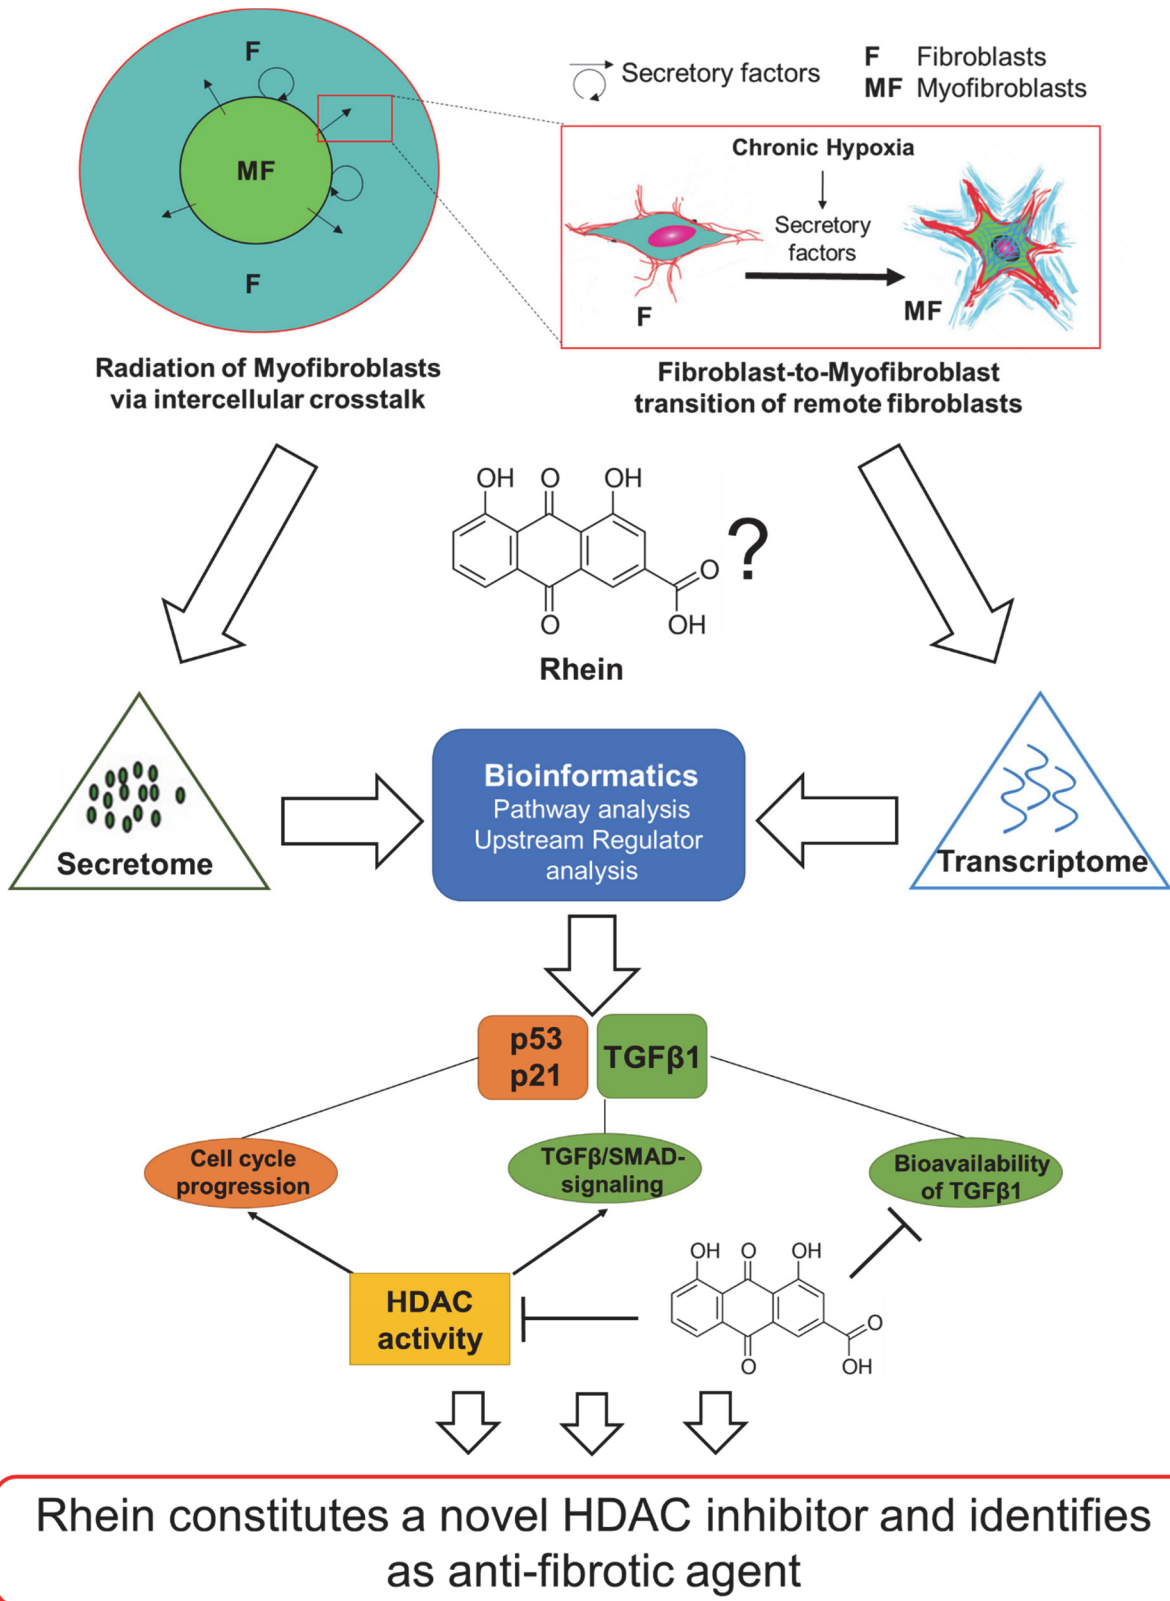 F
MF
F
Secretory factors
F Fibroblasts
MF Myofibroblasts
Chronic Hypoxia
Secretory
factors
F
MF
Radiation of Myofibroblasts
via intercellular crosstalk
Fibroblast-to-Myofibroblast
transition of remote fibroblasts
OH O OH
O
OH
O
?
Rhein
Secretome
Bioinformatics
Pathway analysis
Upstream Regulator
analysis
Transcriptome
p53
p21
TGFβ1
Cell cycle
progression
TGFβ/SMAD-
signaling
Bioavailability
of TGFβ1
HDAC
activity
OH O OH
O
OH
O
Rhein constitutes a novel HDAC inhibitor and identifies
as anti-fibrotic agent